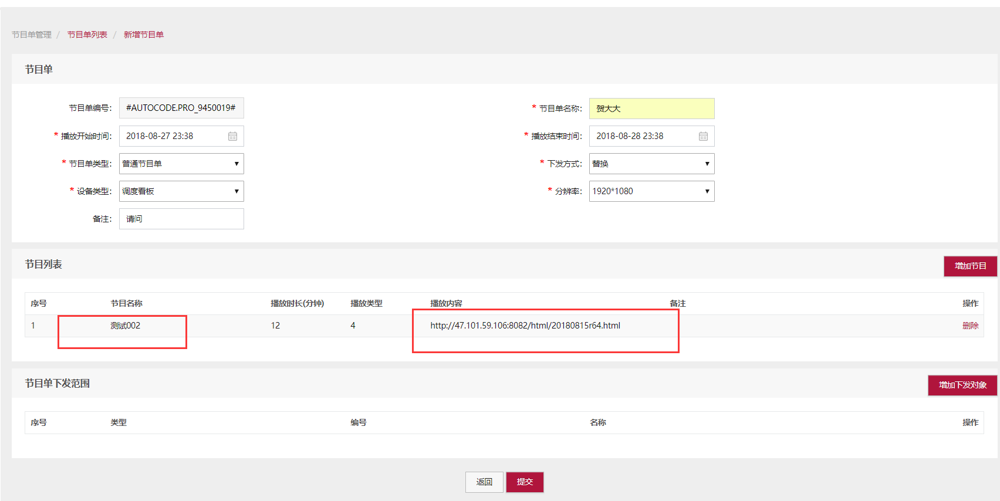 节目单管理 / 节目单列表 / 新增节目单
节目单
节目单编号: #AUTOCODE.PRO_9450019# * 节目单名称: 贺大大
* 播放开始时间: 2018-08-27 23:38 * 播放结束时间: 2018-08-28 23:38
* 节目单类型: 普通节目单 * 下发方式: 替换
* 设备类型: 调度看板 * 分辨率: 1920*1080
备注: 请问
节目列表 增加节目
序号 节目名称 播放时长(分钟) 播放类型 播放内容 备注 操作
1 测试002 12 4 http://47.101.59.106:8082/html/20180815r64.html 删除
节目单下发范围 增加下发对象
序号 类型 编号 名称 操作
返回 提交